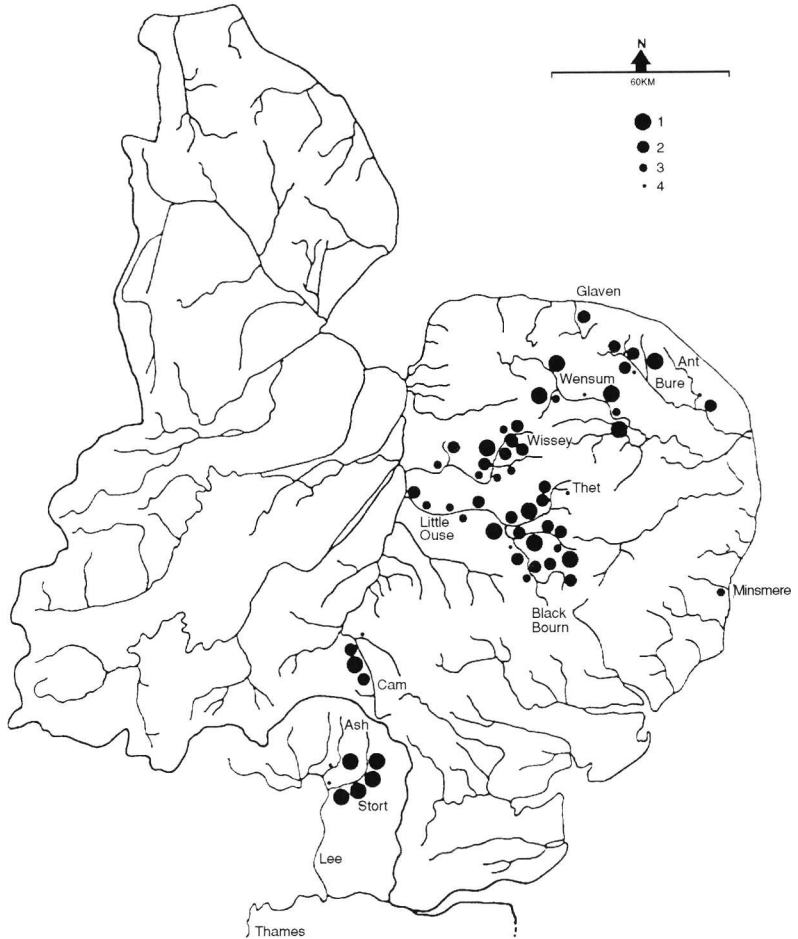 N
60KM
1
2
3
4
Glaven
Ant
Wensum
Bure
Wissey
Thet
Little
Ouse
Minsmere
Black
Bourn
Cam
Ash
Stort
Lee
Thames